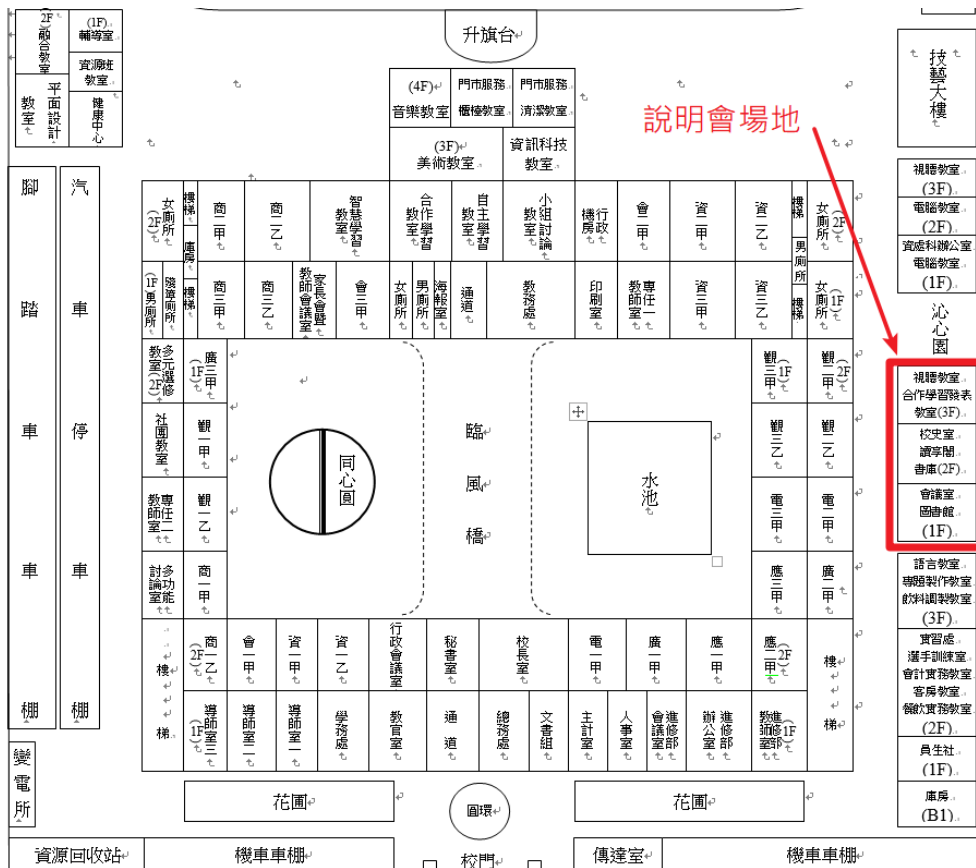 升旗台
(2F)
融合教室
(1F)
輔導室
資源班
教室
平面設計
教室
健康中心
(4F)
音樂教室
門市服務
櫃檯教室
門市服務
清潔教室
(3F)
美術教室
資訊科技
教室
說明會場地
技藝大樓
視聽教室
(3F)
電腦教室
(2F)
資處科辦公室
電腦教室
(1F)
沁心園
視聽教室
合作學習發表
教室(3F)
校史室
讀享閣
書庫(2F)
會議室
圖書館
(1F)
語言教室
專題製作教室
飲料調製教室
(3F)
實習處
選手訓練室
會計實務教室
客房教室
餐飲實務教室
(2F)
員生社
(1F)
庫房
(B1)
腳踏車車棚
汽車停車棚
變電所
女廁所
(2F)
樓梯
庫房
樓梯
商二甲
商二乙
智慧學習
教室
合作學習
教室
自主學習
教室
小組討論
教室
行政
機房
會二甲
資二甲
資二乙
樓梯
男廁所
樓梯
女廁所
(2F)
(1F)
男廁所
殘障廁所
商三甲
商三乙
家長會暨
教師會議室
會三甲
女廁所
男廁所
海報室
通道
教務處
印刷室
專任一
教師室
資三甲
資三乙
女廁所
(1F)
多元選修
教室(2F)
廣三甲
(1F)
社團教室
觀一甲
專任二
教師室
觀一乙
多功能
討論室
商一甲
同心圓
臨風橋
水池
觀三甲
(1F)
觀二甲
(2F)
觀三乙
觀二乙
電三甲
電二甲
應三甲
廣二甲
樓梯
商一乙
(2F)
會一甲
資一甲
資一乙
行政會議室
秘書室
校長室
電一甲
廣一甲
應一甲
應二甲
(2F)
樓梯
導師室三
(1F)
導師室二
導師室一
學務處
教官室
通道
總務處
文書組
主計室
人事室
進修部
會議室
進修部
辦公室
進修部
教師室
(1F)
花圃
圓環
花圃
資源回收站
機車車棚
校門
傳達室
機車車棚